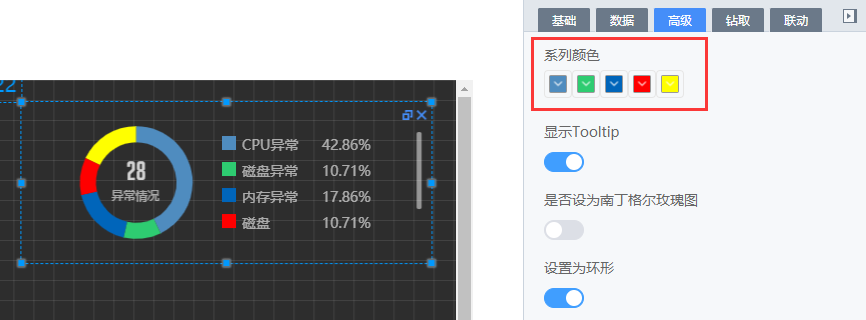 22
28
异常情况
CPU异常 42.86%
磁盘异常 10.71%
内存异常 17.86%
磁盘 10.71%
基础 数据 高级 钻取 联动
系列颜色
显示Tooltip
是否设为南丁格尔玫瑰图
设置为环形